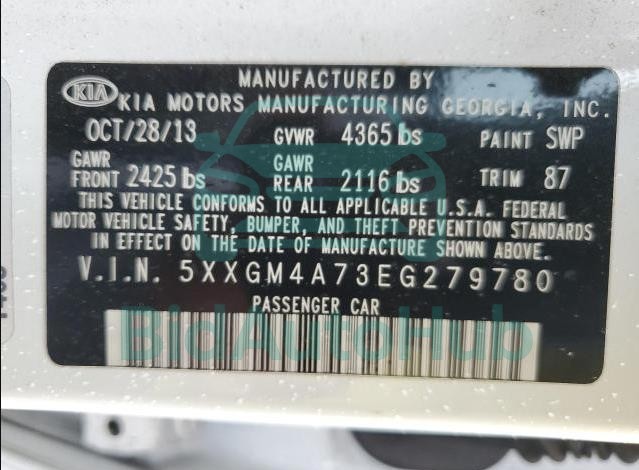 MANUFACTURED BY
KIA KIA MOTORS MANUFACTURING GEORGIA, INC.
OCT/28/13 GVWR 4365 lbs PAINT SWP
GAWR FRONT 2425 lbs GAWR REAR 2116 lbs TRIM 87
THIS VEHICLE CONFORMS TO ALL APPLICABLE U.S.A. FEDERAL
MOTOR VEHICLE SAFETY, BUMPER, AND THEFT PREVENTION STANDARDS
IN EFFECT ON THE DATE OF MANUFACTURE SHOWN ABOVE.
V.I.N. 5XXGM4A73EG279780
PASSENGER CAR
BidAutoHub